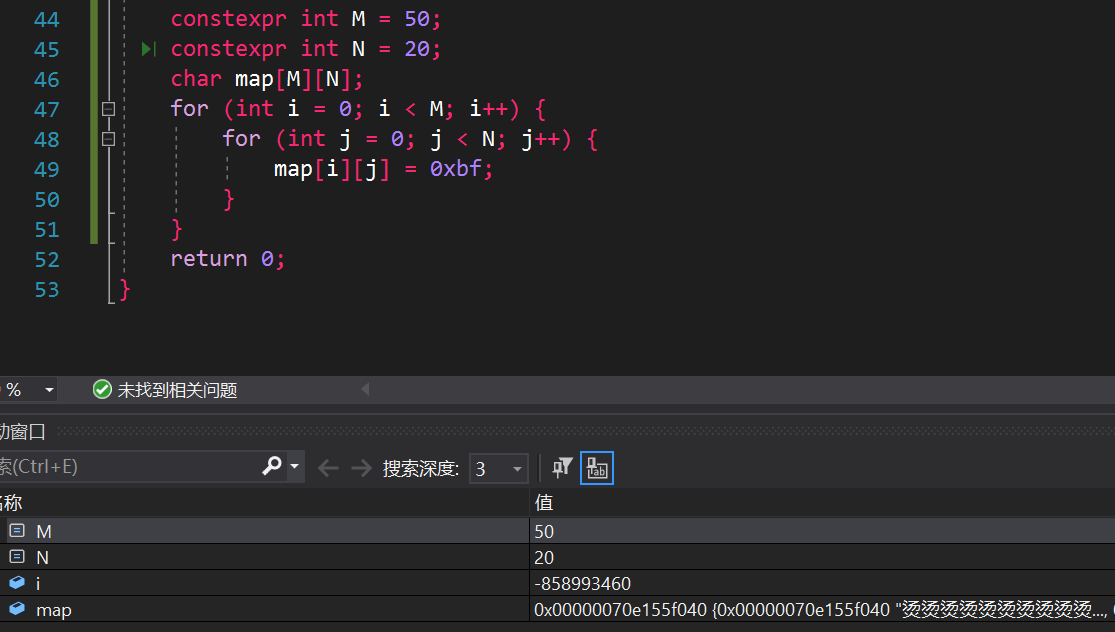 44 constexpr int M = 50;
45 constexpr int N = 20;
46 char map[M][N];
47 for (int i = 0; i < M; i++) {
48 for (int j = 0; j < N; j++) {
49 map[i][j] = 0xbf;
50 }
51 }
52 return 0;
53 }
% 未找到相关问题
动窗口
索(Ctrl+E) 搜索深度: 3
名称 值
M 50
N 20
i -858993460
map 0x00000070e155f040 {0x00000070e155f040 "烫烫烫烫烫烫烫烫烫烫...,